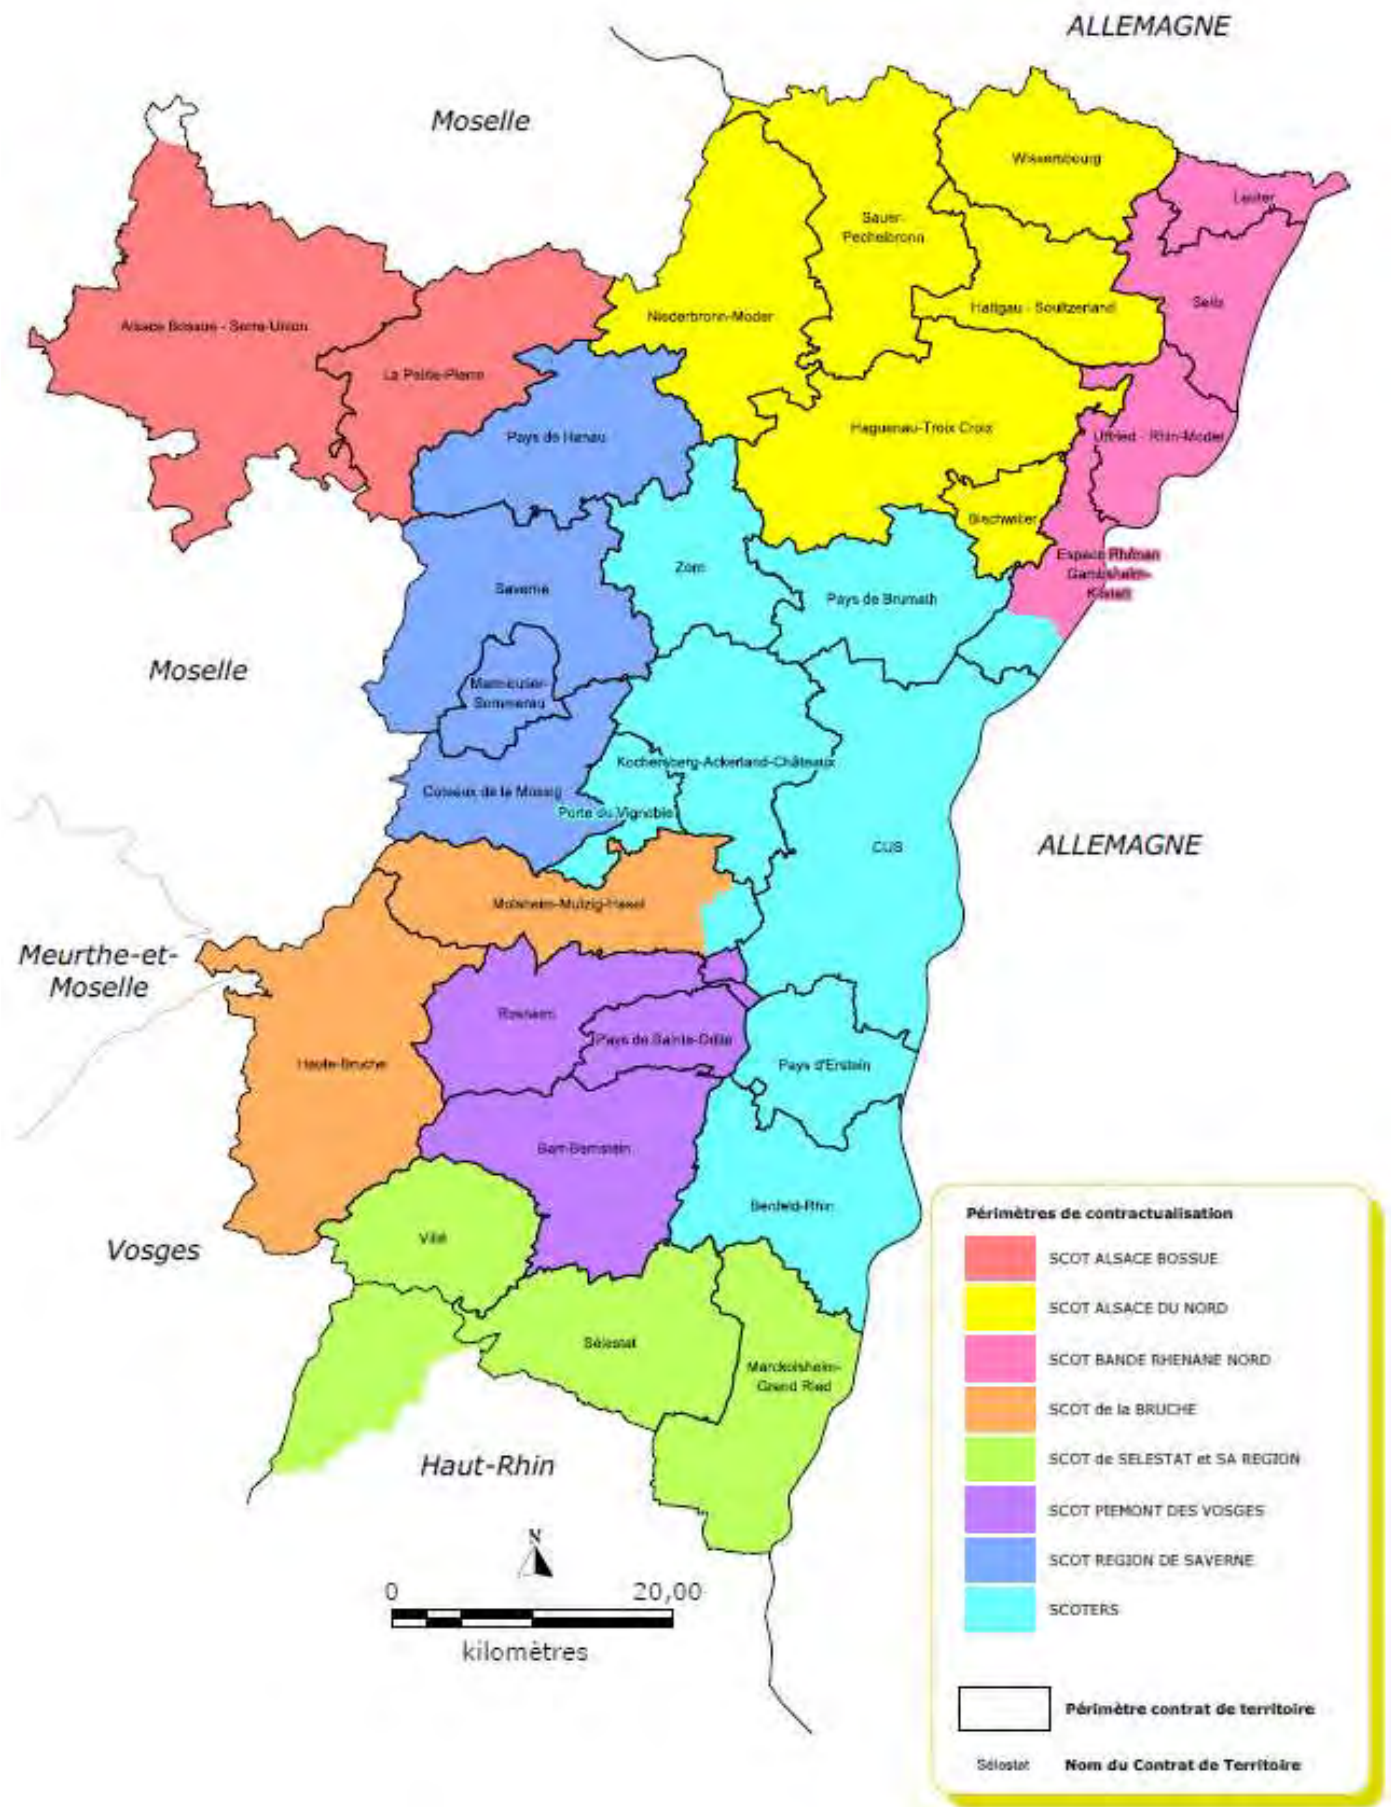 ALLEMAGNE
Moselle
Wissembourg
Lauter
Sauer-
Pechelbronn
Seltz
Hattgau - Soultzerland
Niederbronn-Moder
Alsace Bossue - Sarre-Union
La Petite-Pierre
Pays de Hanau
Haguenau-Troix Croix
Uffried - Rhin-Moder
Bischwiller
Espace Rhénan
Gambsheim-
Kilstett
Zorn
Saverne
Pays de Brumath
Moselle
Marmoutier-
Sommerau
Kochersberg-Ackerland-Châteaux
Coteaux de la Mossig
Porte du Vignoble
CUS
ALLEMAGNE
Molsheim-Mutzig-Hasel
Meurthe-et-
Moselle
Rosheim
Pays de Sainte-Odile
Haute-Bruche
Pays d'Erstein
Barr-Bernstein
Benfeld-Rhin
Villé
Vosges
Sélestat
Marckolsheim-
Grand Ried
Haut-Rhin
N
0 20,00
kilomètres
Périmètres de contractualisation
SCOT ALSACE BOSSUE
SCOT ALSACE DU NORD
SCOT BANDE RHENANE NORD
SCOT de la BRUCHE
SCOT de SELESTAT et SA REGION
SCOT PIEMONT DES VOSGES
SCOT REGION DE SAVERNE
SCOTERS
Périmètre contrat de territoire
Sélestat Nom du Contrat de Territoire